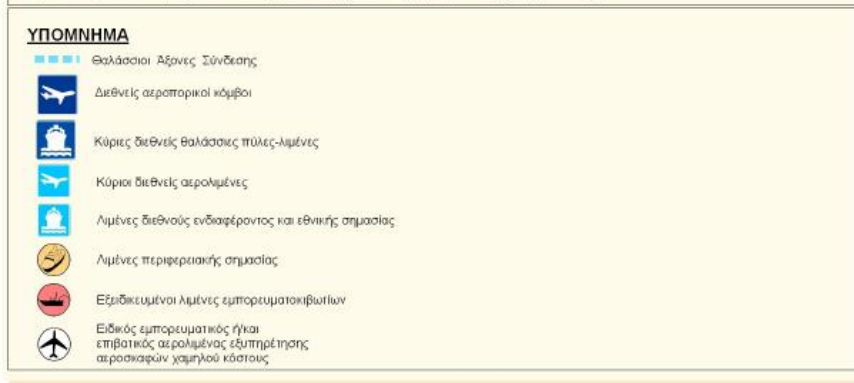 ΥΠΟΜΝΗΜΑ
Θαλάσσιοι Άξονες Σύνδεσης
Διεθνείς αεροπορικοί κόμβοι
Κύριες διεθνείς θαλάσσιες πύλες-λιμένες
Κύριοι διεθνείς αερολιμένες
Λιμένες διεθνούς ενδιαφέροντος και εθνικής σημασίας
Λιμένες περιφερειακής σημασίας
Εξειδικευμένοι λιμένες εμπορευματοκιβωτίων
Ειδικός εμπορευματικός ή/και
επιβατικός αερολιμένας εξυπηρέτησης
αεροσκαφών χαμηλού κόστους